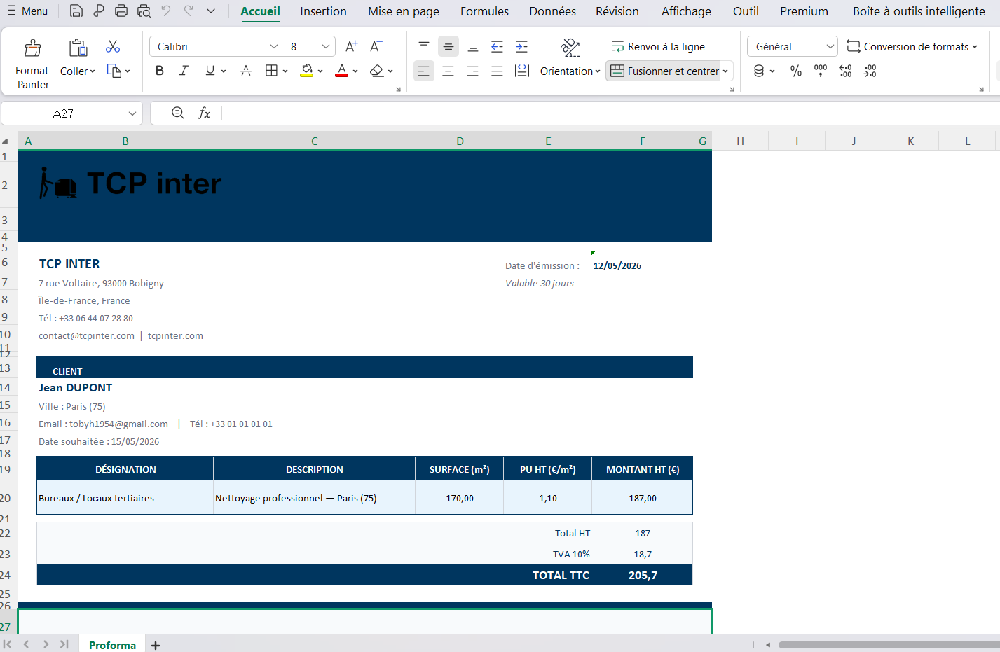 Menu Accueil Insertion Mise en page Formules Données Révision Affichage Outil Premium Boîte à outils intelligente
Format Painter
Coller
Calibri 8 A+ A-
B I U A A
Orientation
Renvoi à la ligne
Fusionner et centrer
Général
Conversion de formats
% 000 ,00 ,00
A27 fx
A B C D E F G H I J K L
1
2 TCP inter
3
4
5
6 TCP INTER Date d'émission : 12/05/2026
7 7 rue Voltaire, 93000 Bobigny Valable 30 jours
8 Île-de-France, France
9 Tél : +33 06 44 07 28 80
10 contact@tcpinter.com | tcpinter.com
11
12
13 CLIENT
14 Jean DUPONT
15 Ville : Paris (75)
16 Email : tobyh1954@gmail.com | Tél : +33 01 01 01 01
17 Date souhaitée : 15/05/2026
18
19 DÉSIGNATION DESCRIPTION SURFACE (m²) PU HT (€/m²) MONTANT HT (€)
20 Bureaux / Locaux tertiaires Nettoyage professionnel — Paris (75) 170,00 1,10 187,00
21
22 Total HT 187
23 TVA 10% 18,7
24 TOTAL TTC 205,7
25
26
27
Proforma +